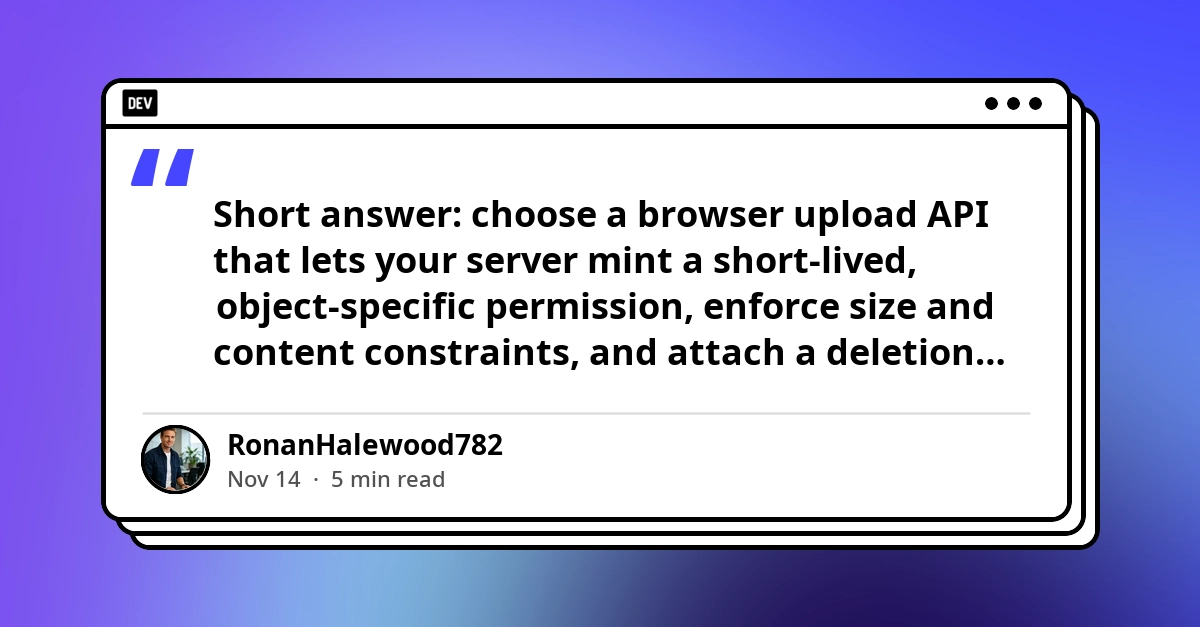 DEV
Short answer: choose a browser upload API
that lets your server mint a short-lived,
object-specific permission, enforce size and
content constraints, and attach a deletion...
RonanHalewood782
Nov 14 · 5 min read